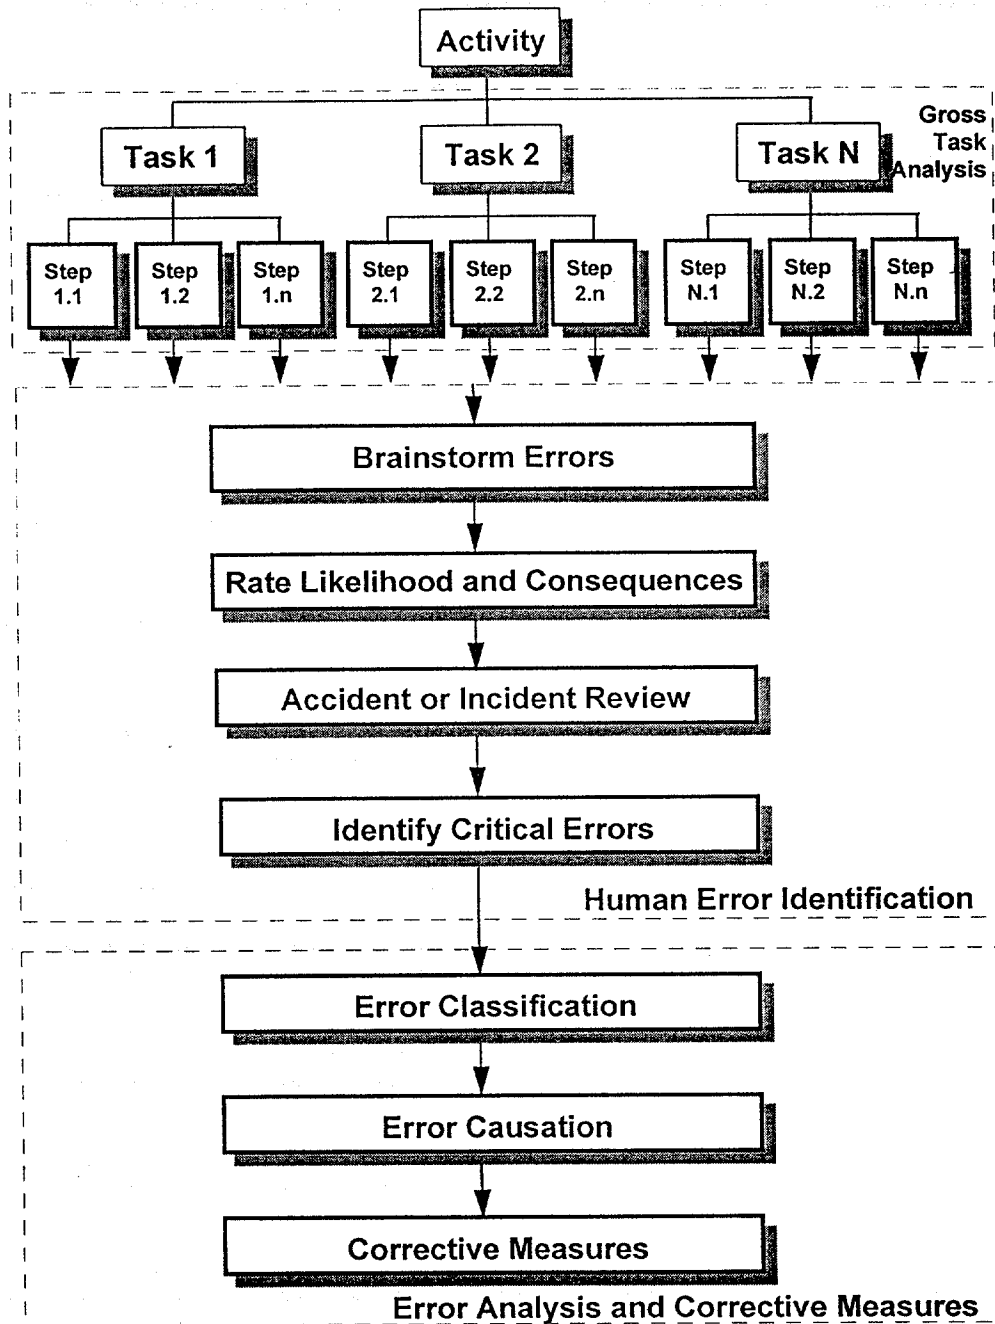 Activity
Gross
Task
Analysis
Task 1
Task 2
Task N
Step
1.1
Step
1.2
Step
1.n
Step
2.1
Step
2.2
Step
2.n
Step
N.1
Step
N.2
Step
N.n
Brainstorm Errors
Rate Likelihood and Consequences
Accident or Incident Review
Identify Critical Errors
Human Error Identification
Error Classification
Error Causation
Corrective Measures
Error Analysis and Corrective Measures